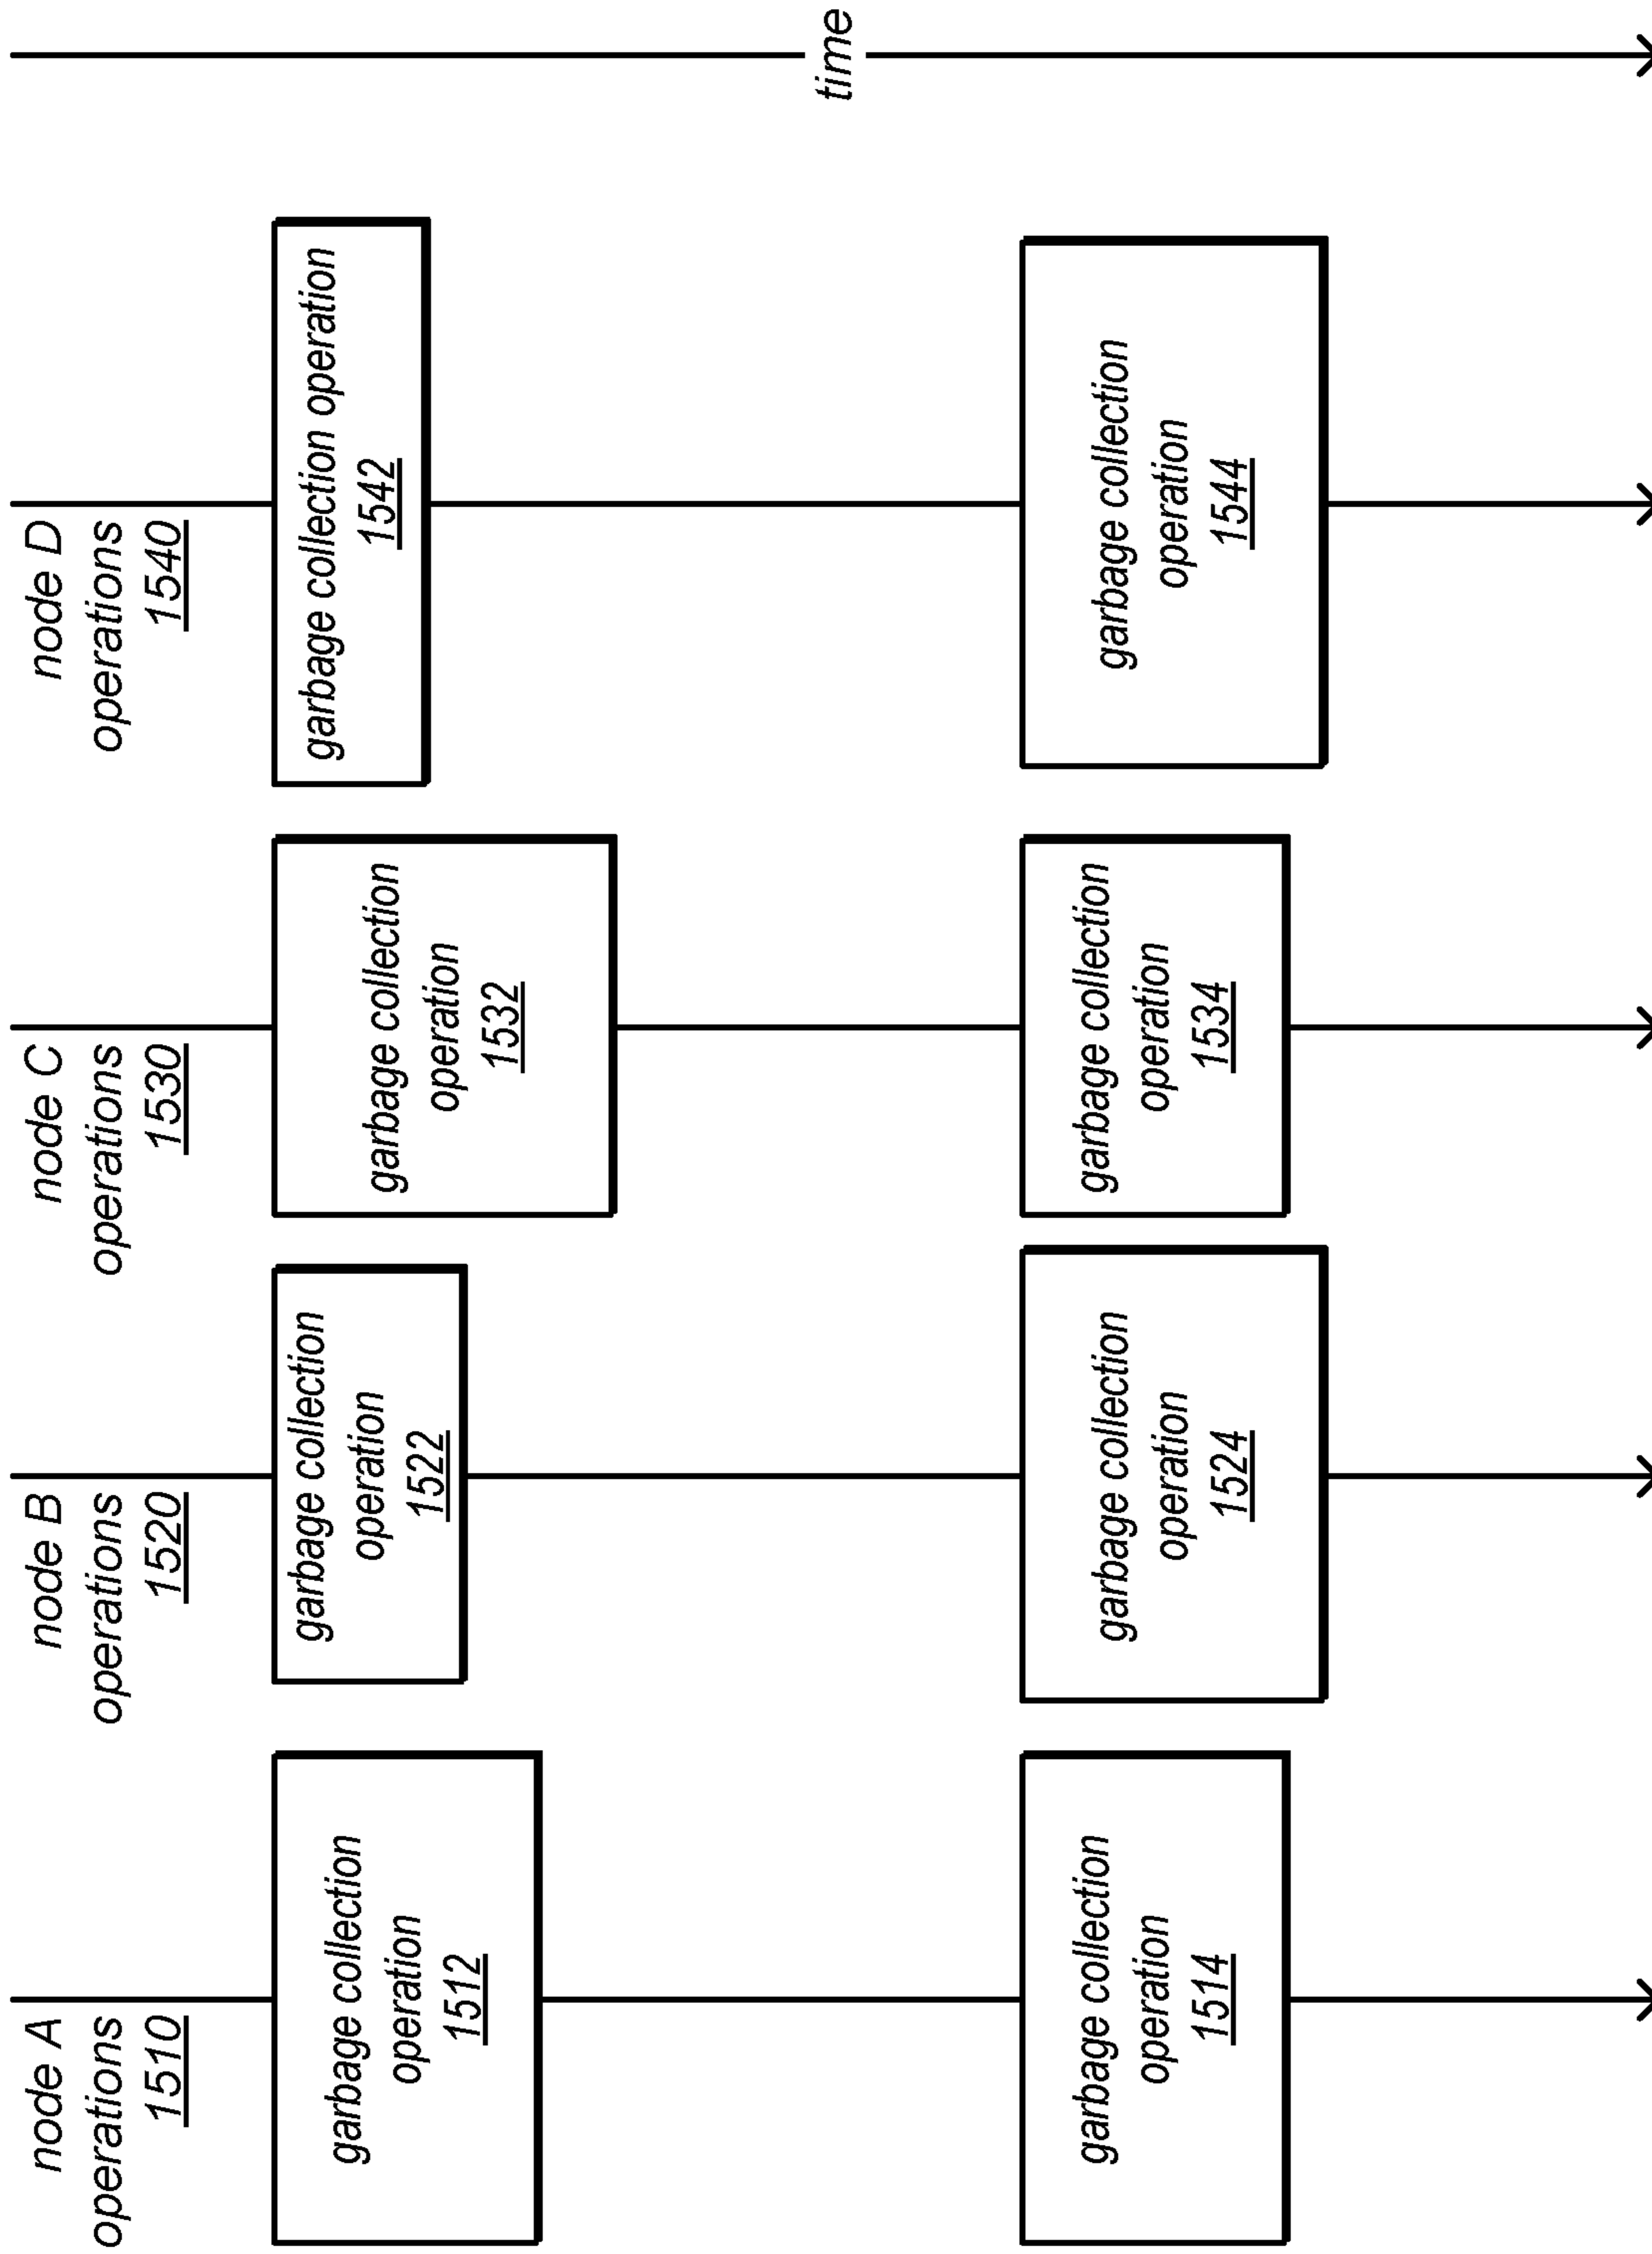 node A
operations
1510
garbage collection
operation
1512
garbage collection
operation
1514
node B
operations
1520
garbage collection
operation
1522
garbage collection
operation
1524
node C
operations
1530
garbage collection
operation
1532
garbage collection
operation
1534
node D
operations
1540
garbage collection operation
1542
garbage collection
operation
1544
time